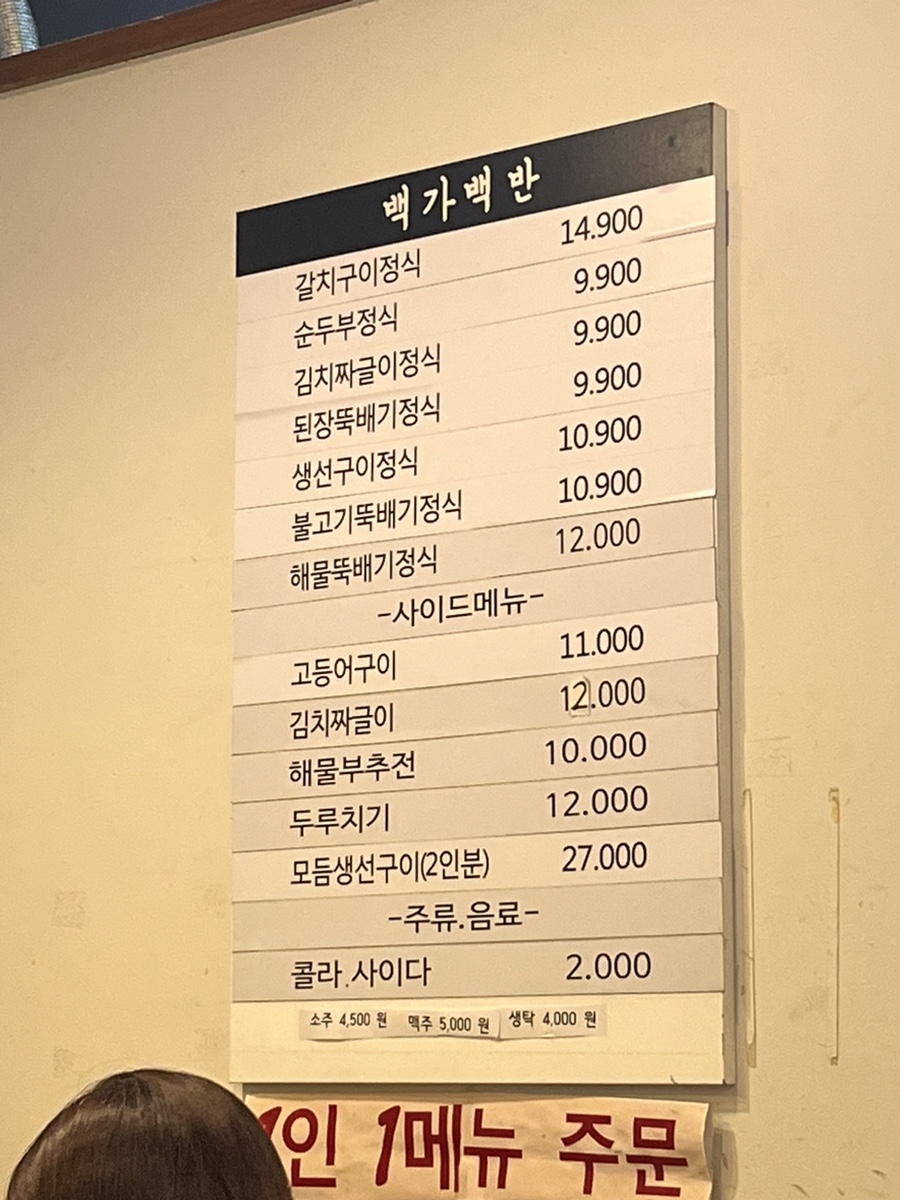 백가백반
갈치구이정식 14.900
순두부정식 9.900
김치짜글이정식 9.900
된장뚝배기정식 9.900
생선구이정식 10.900
불고기뚝배기정식 10.900
해물뚝배기정식 12.000
-사이드메뉴-
고등어구이 11.000
김치짜글이 12.000
해물부추전 10.000
두루치기 12.000
모듬생선구이(2인분) 27.000
-주류.음료-
콜라.사이다 2.000
소주 4,500 원 맥주 5,000 원 생탁 4,000 원
1인 1메뉴 주문